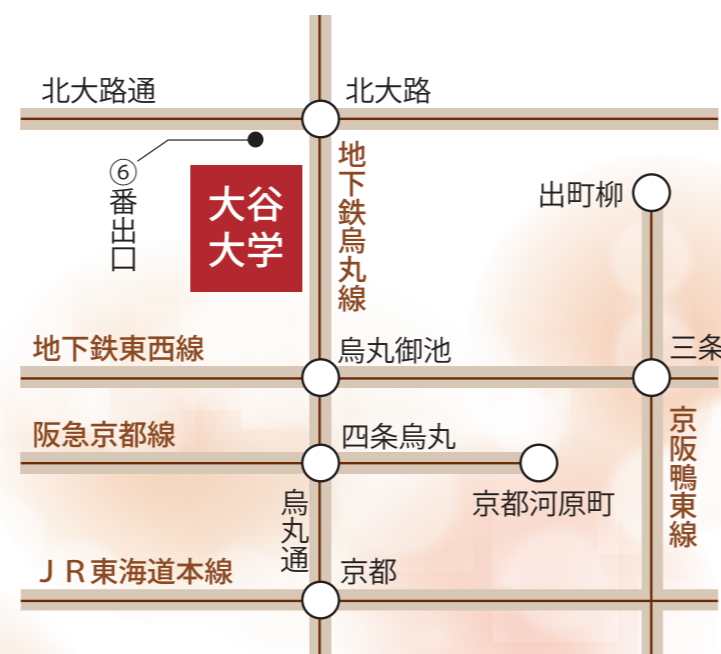 北大路通
北大路
⑥番出口
大谷
大学
地下鉄烏丸線
出町柳
地下鉄東西線
烏丸御池
三条
阪急京都線
四条烏丸
京都河原町
京阪鴨東線
烏丸通
ＪＲ東海道本線
京都